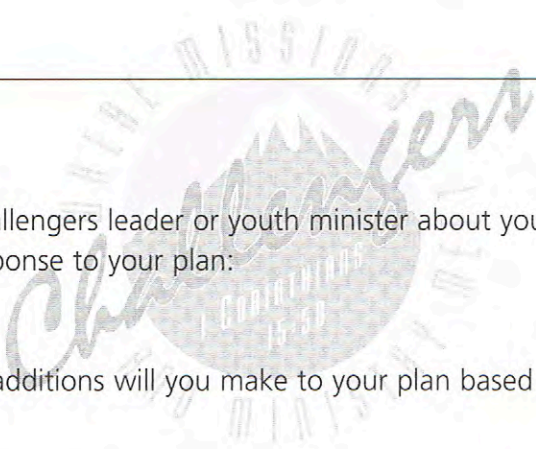 MISSIONS
Challengers
allengers leader or youth minister about you
ponse to your plan:
1 CORINTHIANS
15:58
additions will you make to your plan based